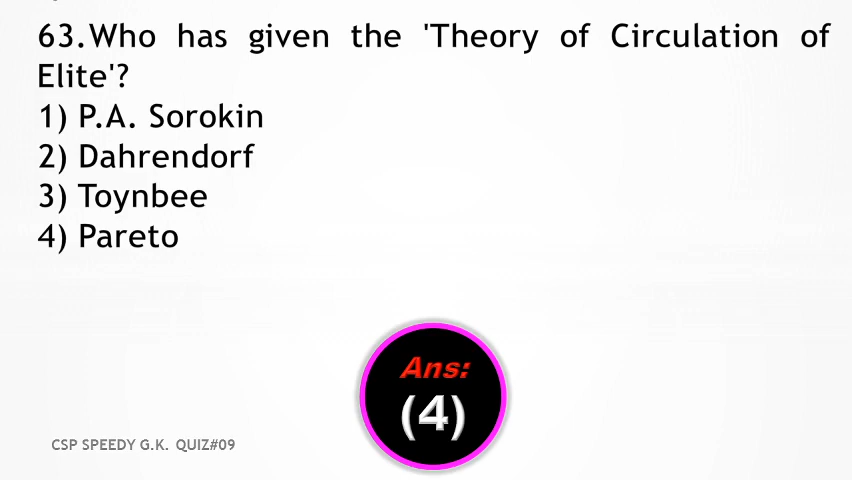 63.Who has given the 'Theory of Circulation of
Elite'?
1) P.A. Sorokin
2) Dahrendorf
3) Toynbee
4) Pareto
Ans:
(4)
CSP SPEEDY G.K. QUIZ#09